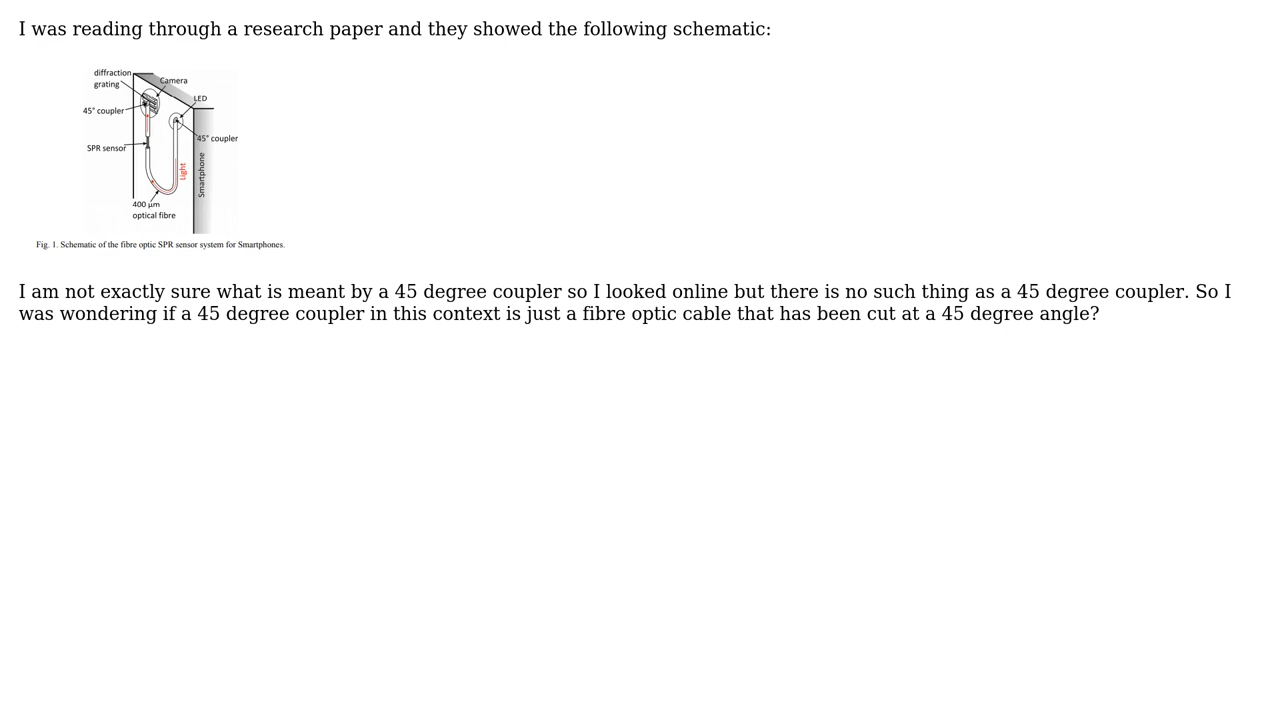 I was reading through a research paper and they showed the following schematic:
diffraction
grating
Camera
LED
45° coupler
45° coupler
SPR sensor
Light
Smartphone
400 µm
optical fibre
Fig. 1. Schematic of the fibre optic SPR sensor system for Smartphones.
I am not exactly sure what is meant by a 45 degree coupler so I looked online but there is no such thing as a 45 degree coupler. So I
was wondering if a 45 degree coupler in this context is just a fibre optic cable that has been cut at a 45 degree angle?